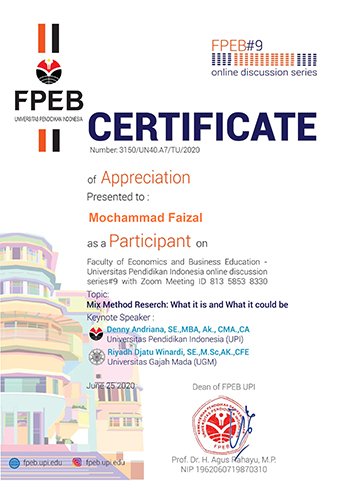 FPEB#9
online discussion series
FPEB
UNIVERSITAS PENDIDIKAN INDONESIA
CERTIFICATE
Number: 3150/UN40.A7/TU/2020
of Appreciation
Presented to :
Mochammad Faizal
as a Participant on
Faculty of Economics and Business Education -
Universitas Pendidikan Indonesia online discussion
series#9 with Zoom Meeting ID 813 5853 8330
Topic:
Mix Method Reserch: What it is and What it could be
Keynote Speaker :
Denny Andriana, SE.,MBA, Ak., CMA.,CA
Universitas Pendidikan Indonesia (UPI)
Riyadh Djatu Winardi, SE.,M.Sc,AK.,CFE
Universitas Gajah Mada (UGM)
June 25 2020
Dean of FPEB UPI
FPEB
Prof. Dr. H. Agus Rahayu, M.P.
NIP 1962060719870310
fpeb.upi.edu
fpeb.upi.edu